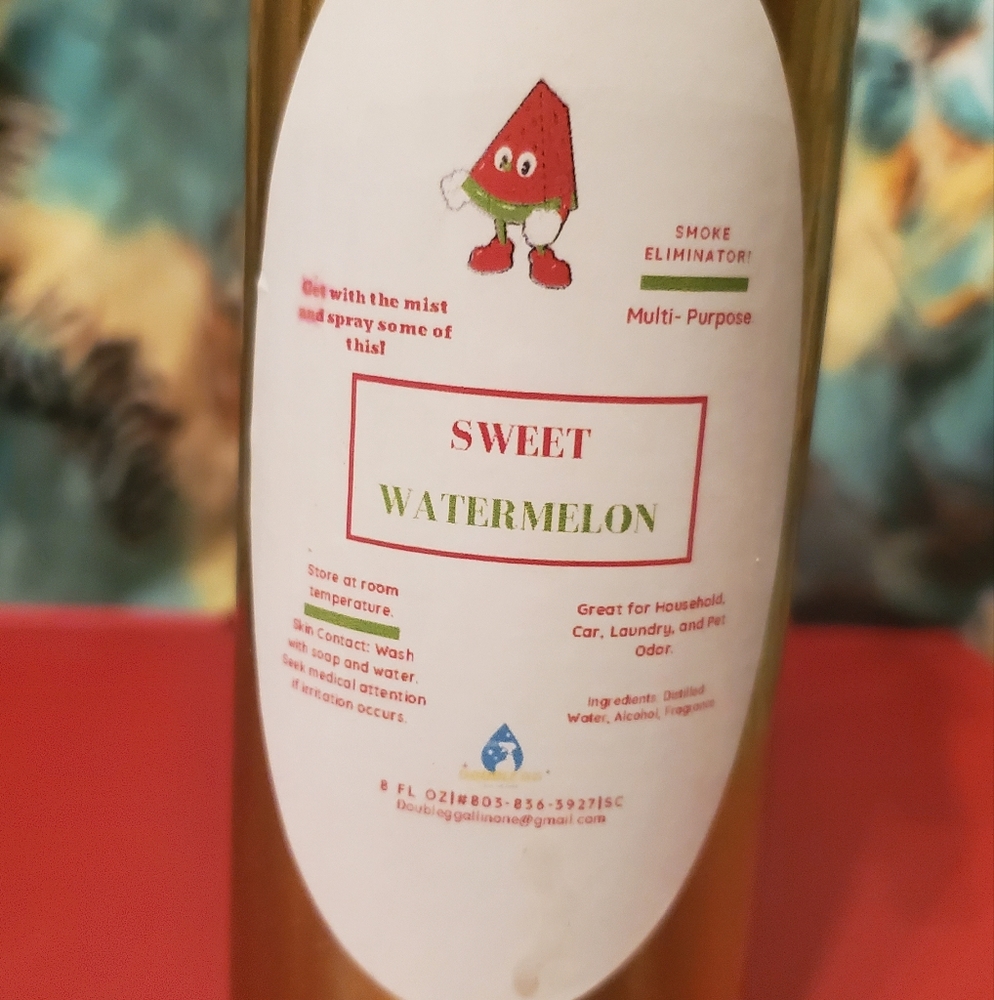 SMOKE
ELIMINATOR!
Multi- Purpose
Get with the mist
and spray some of
this!
SWEET
WATERMELON
Store at room
temperature.
Skin Contact: Wash
with soap and water.
Seek medical attention
if irritation occurs.
Great for Household,
Car, Laundry, and Pet
Odor.
Ingredients: Distilled
Water, Alcohol, Fragrance
8 FL OZ|#803-836-3927|SC
Doubleggallinone@gmail.com